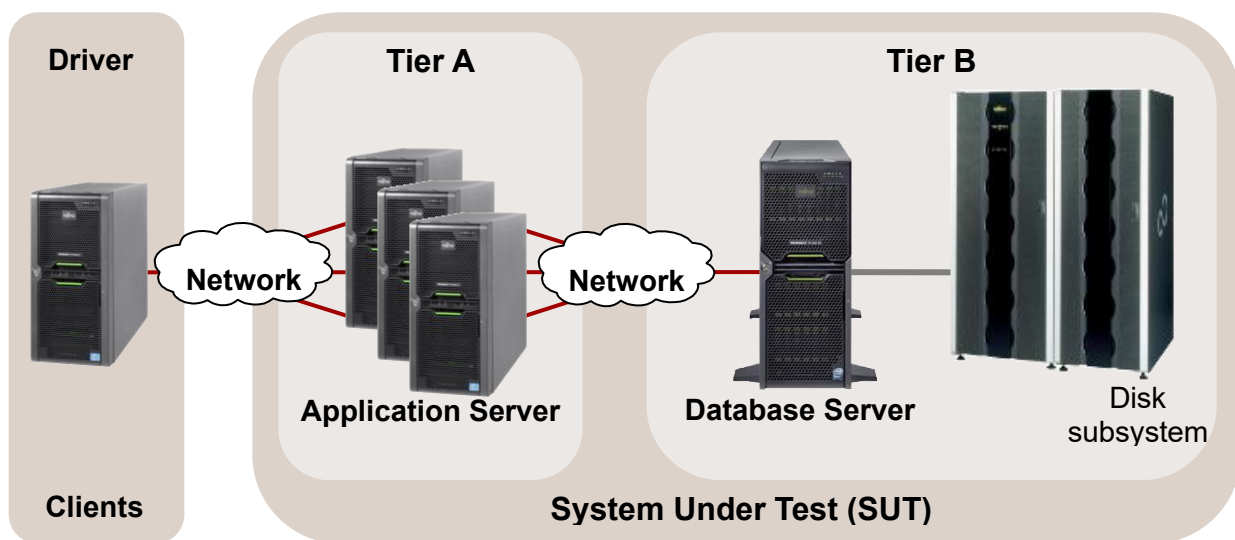 Driver
Tier A
Tier B
Network
Network
Application Server
Database Server
Disk
subsystem
Clients
System Under Test (SUT)